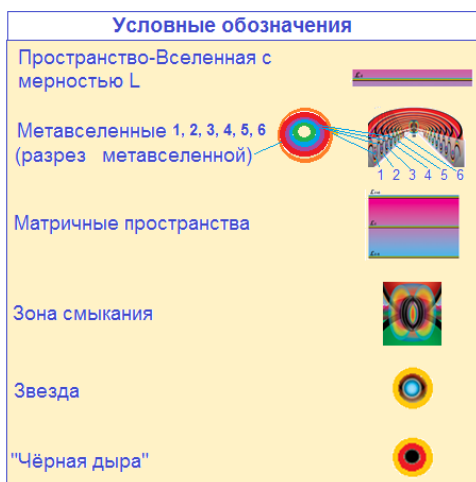 Условные обозначения
Пространство-Вселенная с
мерностью L
Метавселенные 1, 2, 3, 4, 5, 6
(разрез метавселенной)
1 2 3 4 5 6
Матричные пространства
Зона смыкания
Звезда
"Чёрная дыра"